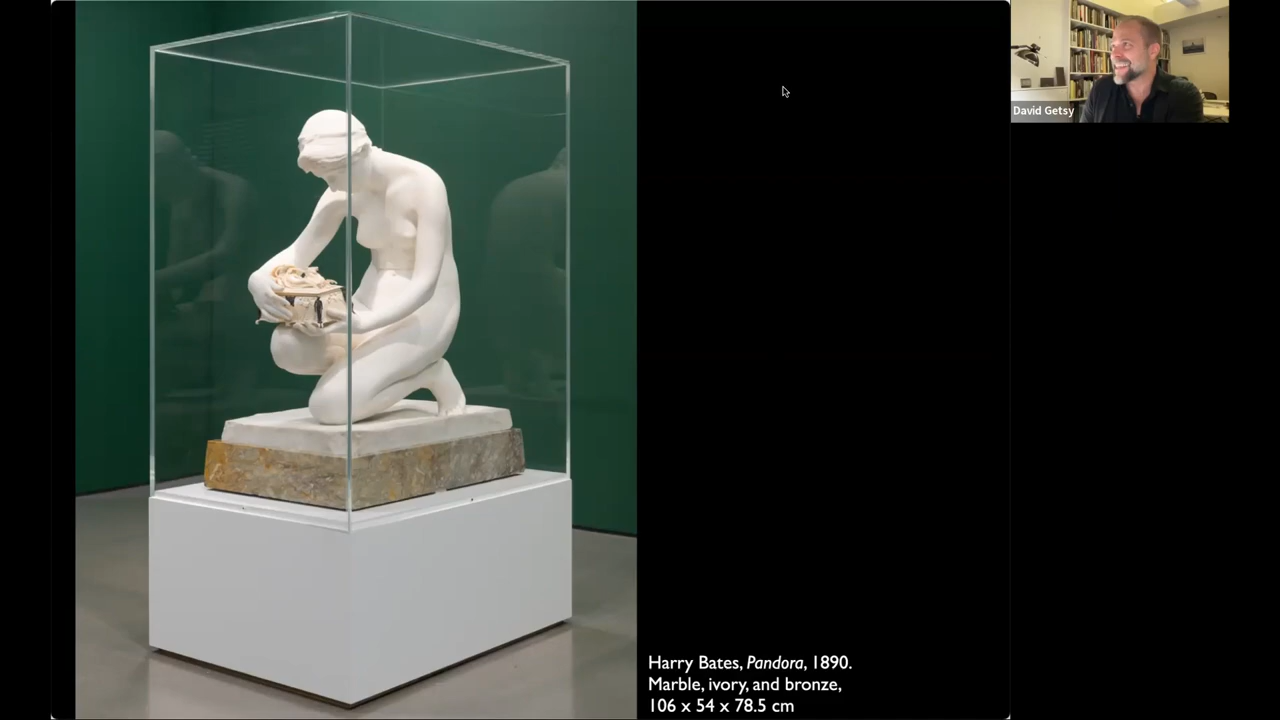 David Getsy
Harry Bates, Pandora, 1890.
Marble, ivory, and bronze,
106 x 54 x 78.5 cm